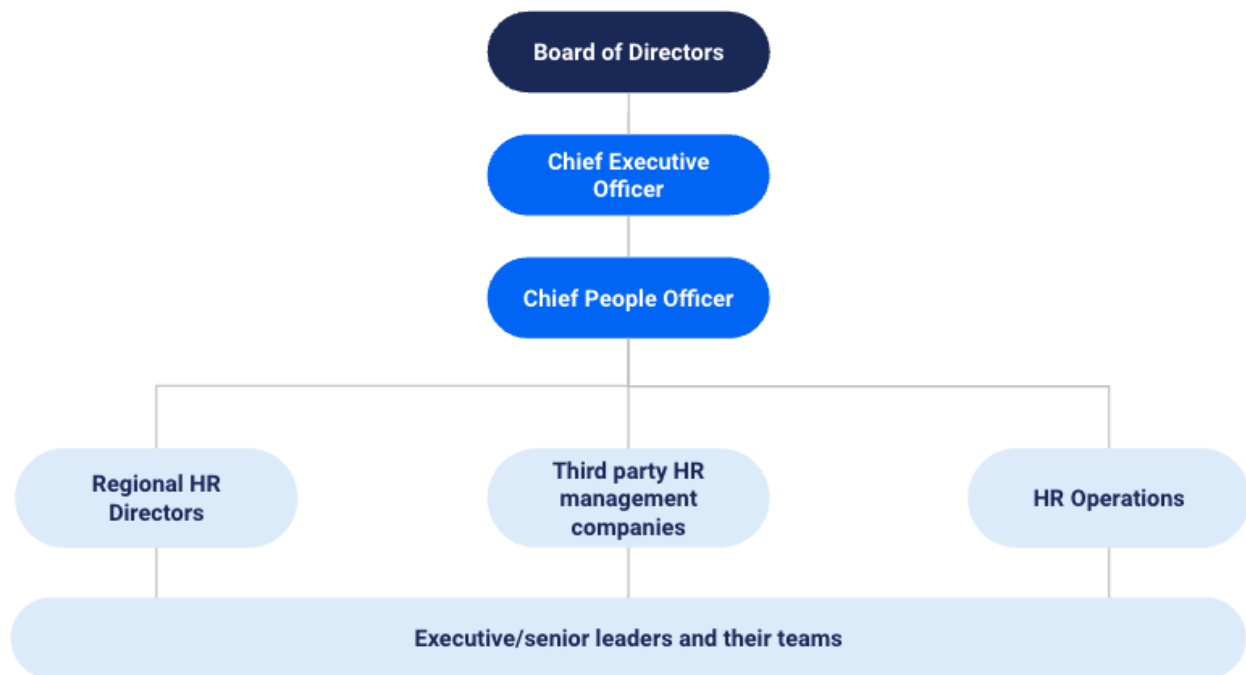 Board of Directors
Chief Executive
Officer
Chief People Officer
Regional HR
Directors
Third party HR
management
companies
HR Operations
Executive/senior leaders and their teams